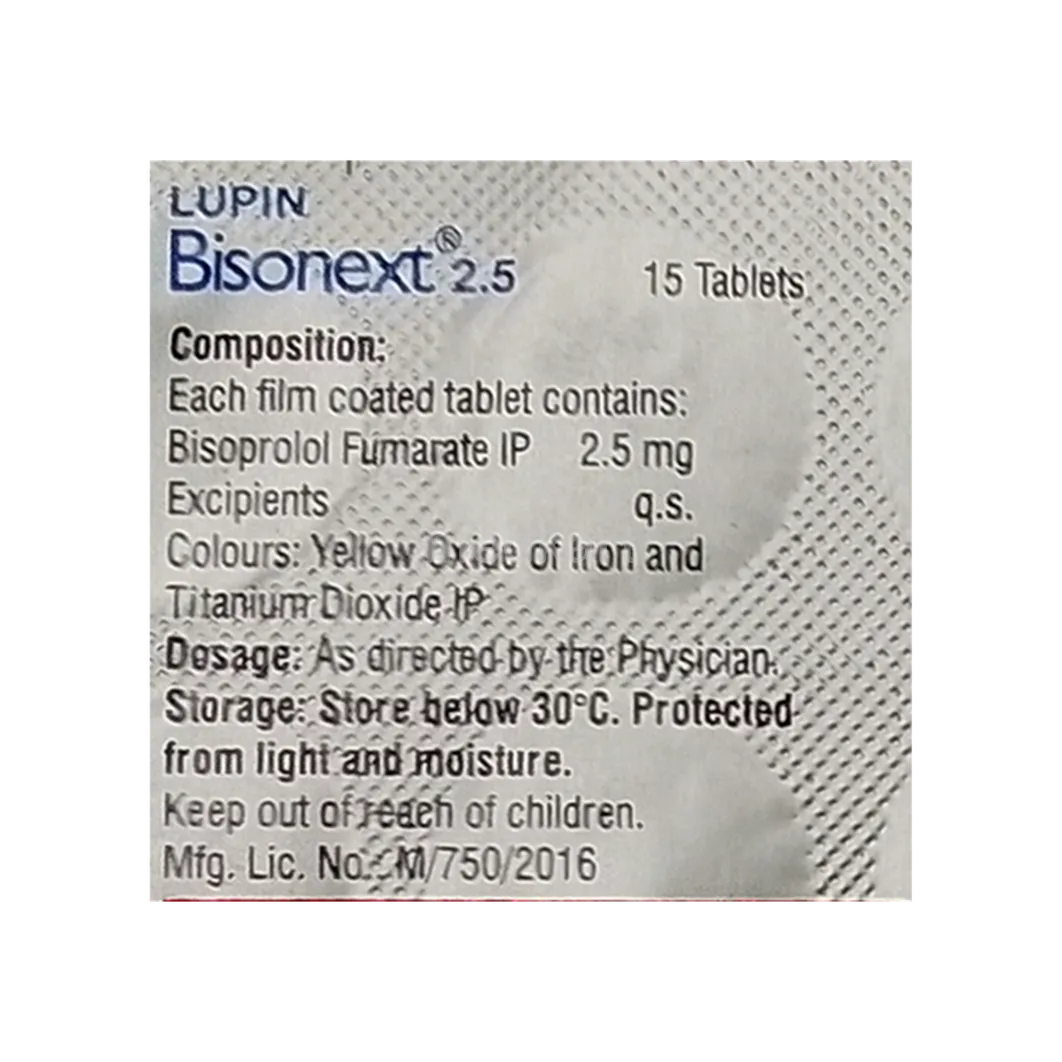 LUPIN
Bisonext® 2.5 15 Tablets
Composition:
Each film coated tablet contains:
Bisoprolol Fumarate IP 2.5 mg
Excipients q.s.
Colours: Yellow Oxide of Iron and
Titanium Dioxide IP
Dosage: As directed by the Physician.
Storage: Store below 30°C. Protected
from light and moisture.
Keep out of reach of children.
Mfg. Lic. No.: M/750/2016